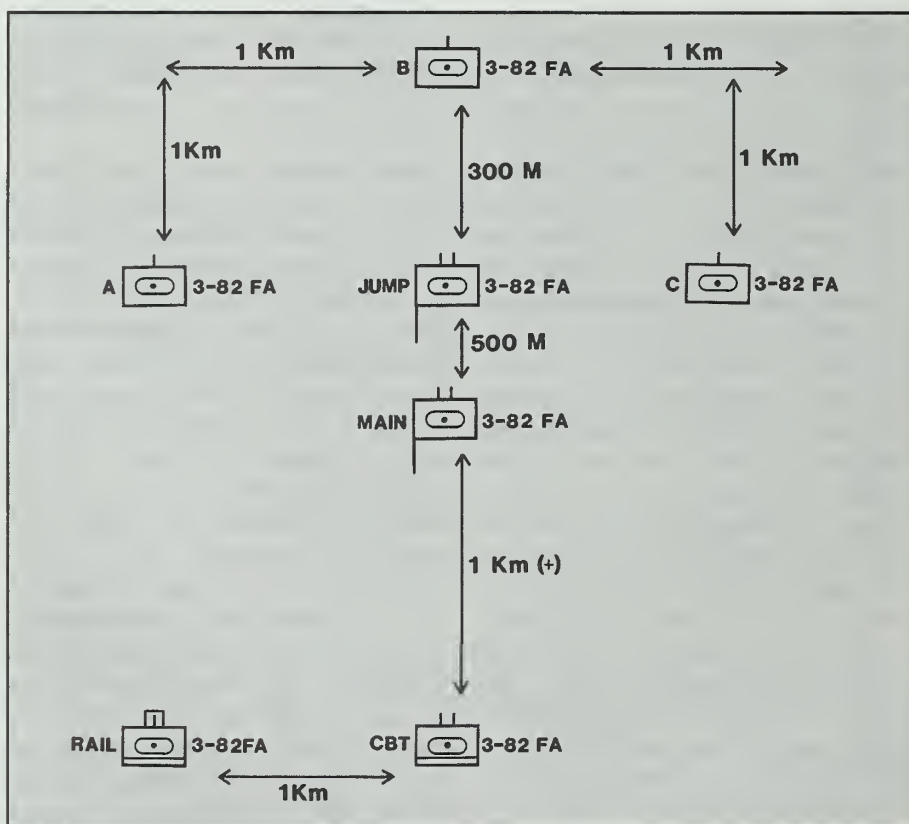 1 Km
B 3-82 FA
1 Km
1Km
300 M
1 Km
A 3-82 FA
JUMP 3-82 FA
C 3-82 FA
500 M
MAIN 3-82 FA
1 Km (+)
RAIL 3-82FA
CBT 3-82 FA
1Km